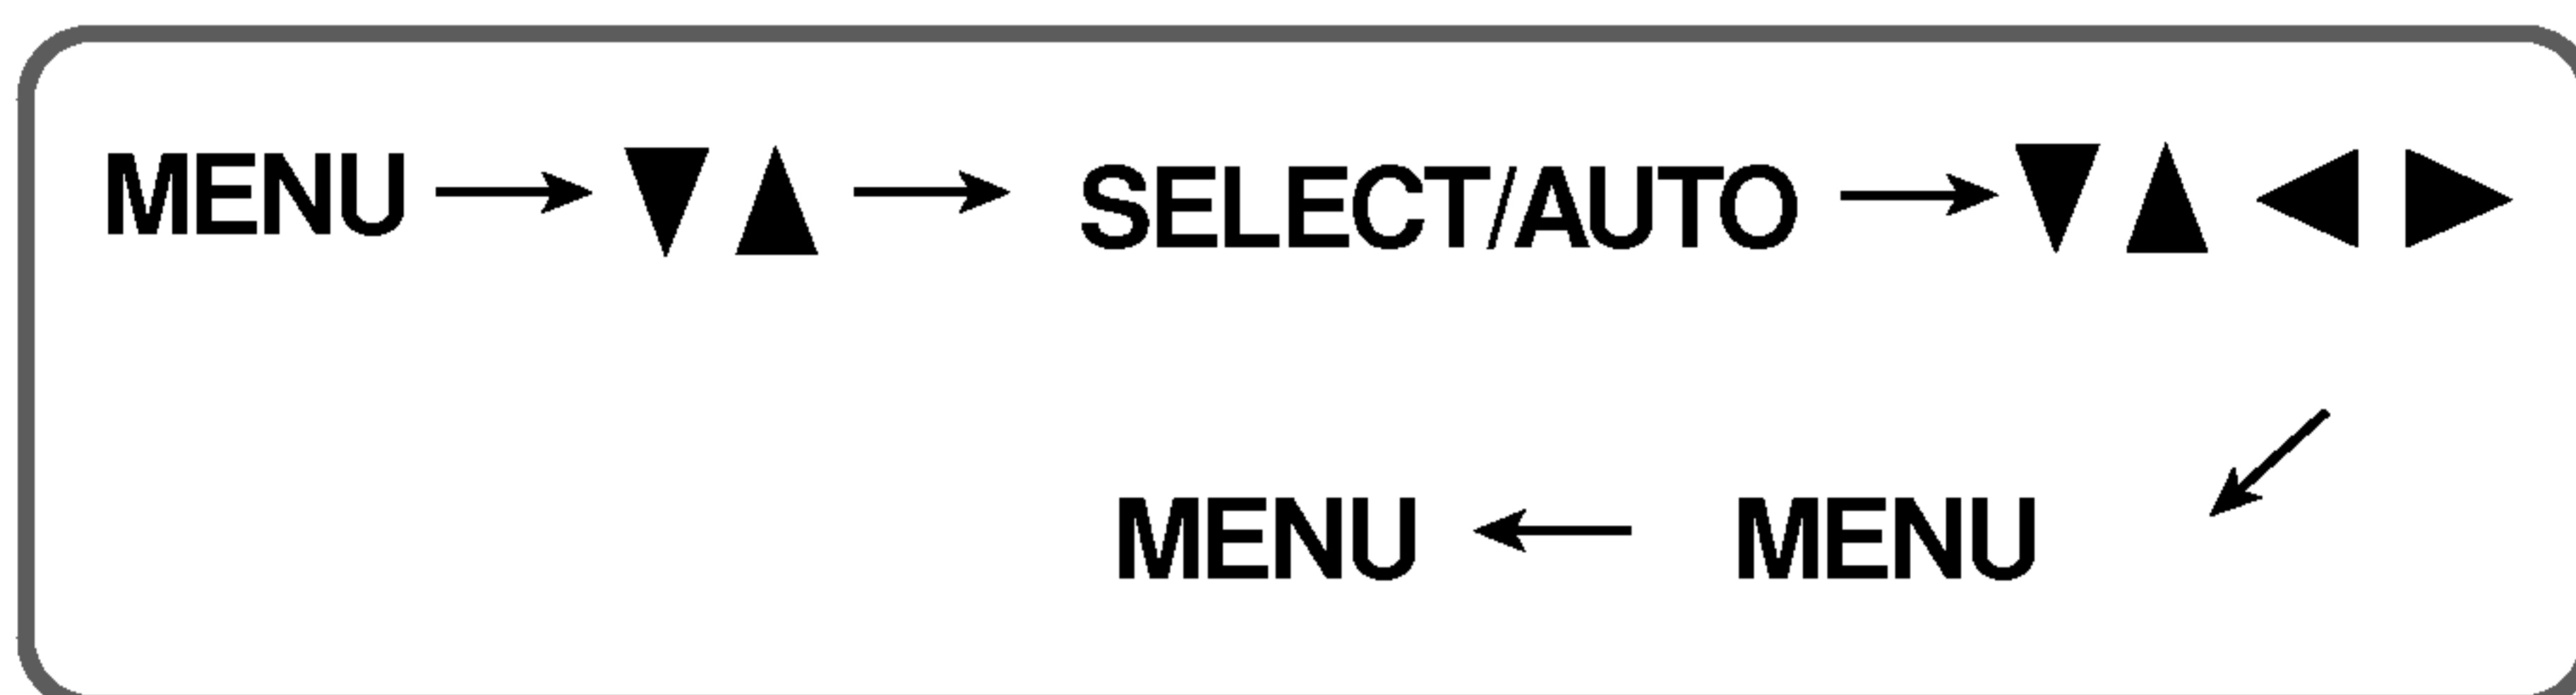 MENU → ▼▲ → SELECT/AUTO → ▼▲◀▶
MENU ← MENU